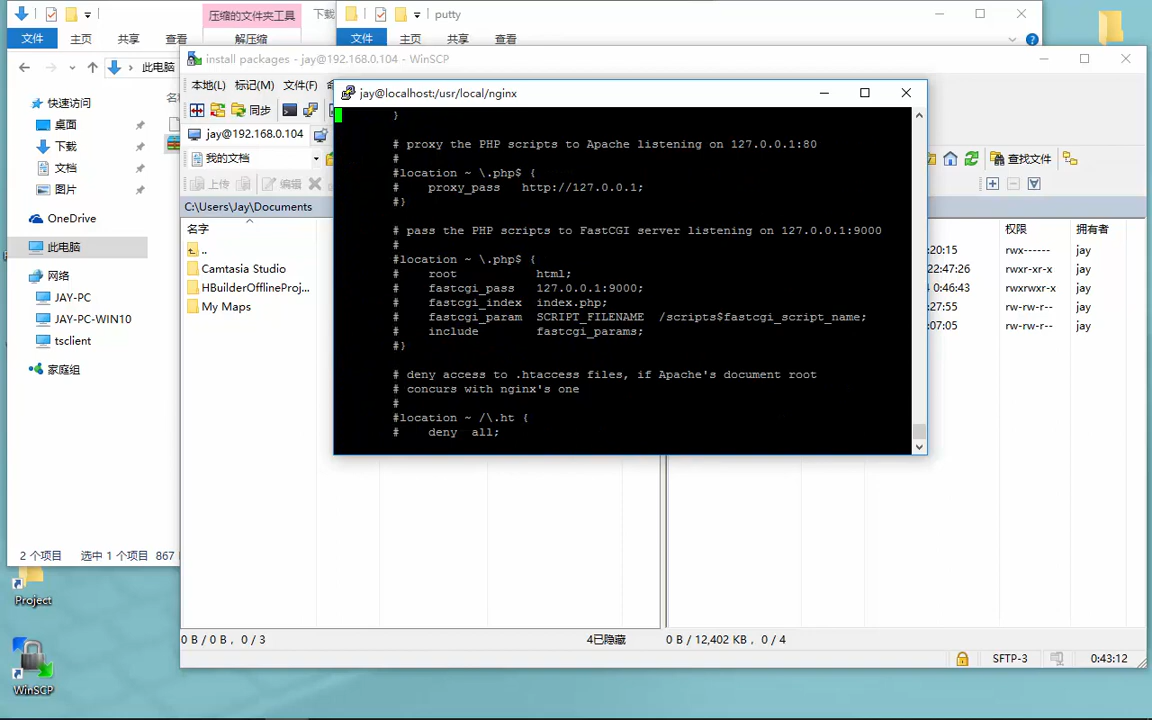 压缩的文件夹工具
下载
putty
文件
主页
共享
查看
解压缩
文件
主页
共享
查看
此电脑
快速访问
桌面
下载
文档
图片
OneDrive
此电脑
网络
JAY-PC
JAY-PC-WIN10
tsclient
家庭组
2 个项目
选中 1 个项目
867
install packages - jay@192.168.0.104 - WinSCP
本地(L)
标记(M)
文件(F)
同步
jay@192.168.0.104
我的文档
查找文件
上传
编辑
C:\Users\Jay\Documents
名字
..
Camtasia Studio
HBuilderOfflineProj...
My Maps
权限
拥有者
:20:15
rwx------
jay
22:47:26
rwxr-xr-x
jay
0:46:43
rwxrwxr-x
jay
:27:55
rw-rw-r--
jay
:07:05
rw-rw-r--
jay
jay@localhost:/usr/local/nginx
}
# proxy the PHP scripts to Apache listening on 127.0.0.1:80
#
#location ~ \.php$ {
#    proxy_pass   http://127.0.0.1;
#}
# pass the PHP scripts to FastCGI server listening on 127.0.0.1:9000
#
#location ~ \.php$ {
#    root           html;
#    fastcgi_pass   127.0.0.1:9000;
#    fastcgi_index  index.php;
#    fastcgi_param  SCRIPT_FILENAME  /scripts$fastcgi_script_name;
#    include        fastcgi_params;
#}
# deny access to .htaccess files, if Apache's document root
# concurs with nginx's one
#
#location ~ /\.ht {
#    deny  all;
0 B / 0 B， 0 / 3
4已隐藏
0 B / 12,402 KB， 0 / 4
SFTP-3
0:43:12
Project
WinSCP